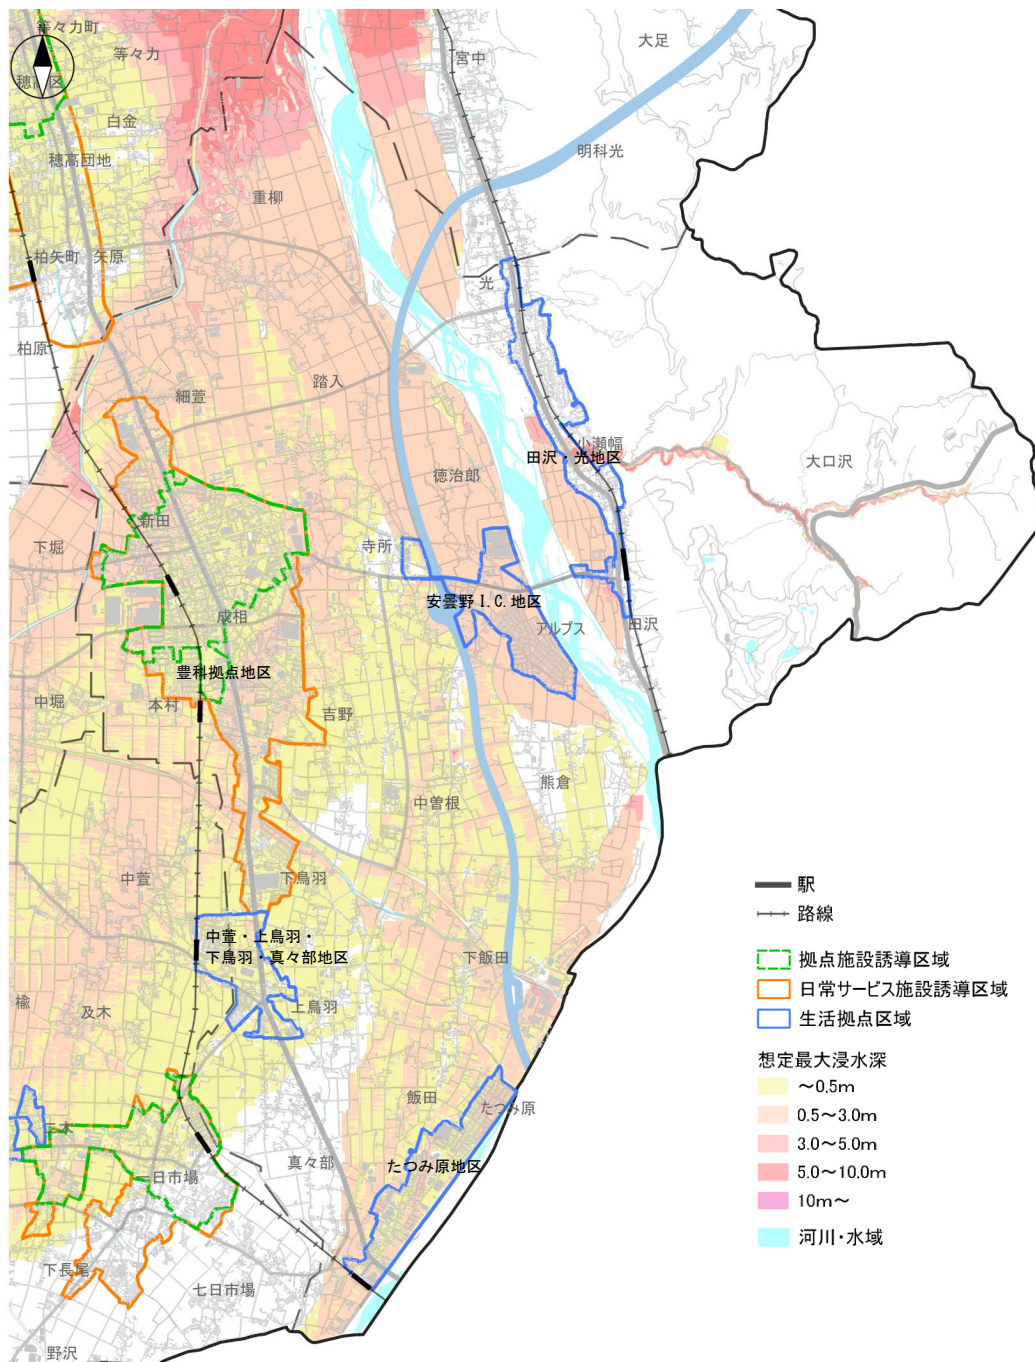 等々力町
等々力
宮中
大足
穂高区
白金
穂高団地
明科光
重柳
柏矢町
矢原
光
柏原
踏入
細萱
小瀬幅
田沢・光地区
大口沢
徳治郎
新田
下堀
寺所
安曇野I.C.地区
成相
アルプス
田沢
豊科拠点地区
中堀
本村
吉野
熊倉
中曽根
中萱
下鳥羽
駅
路線
中萱・上鳥羽・
下鳥羽・真々部地区
下飯田
拠点施設誘導区域
日常サービス施設誘導区域
生活拠点区域
楡
及木
上鳥羽
想定最大浸水深
～0.5m
0.5～3.0m
3.0～5.0m
5.0～10.0m
10m～
河川・水域
飯田
たつみ原
二木
真々部
たつみ原地区
日市場
下長尾
七日市場
野沢